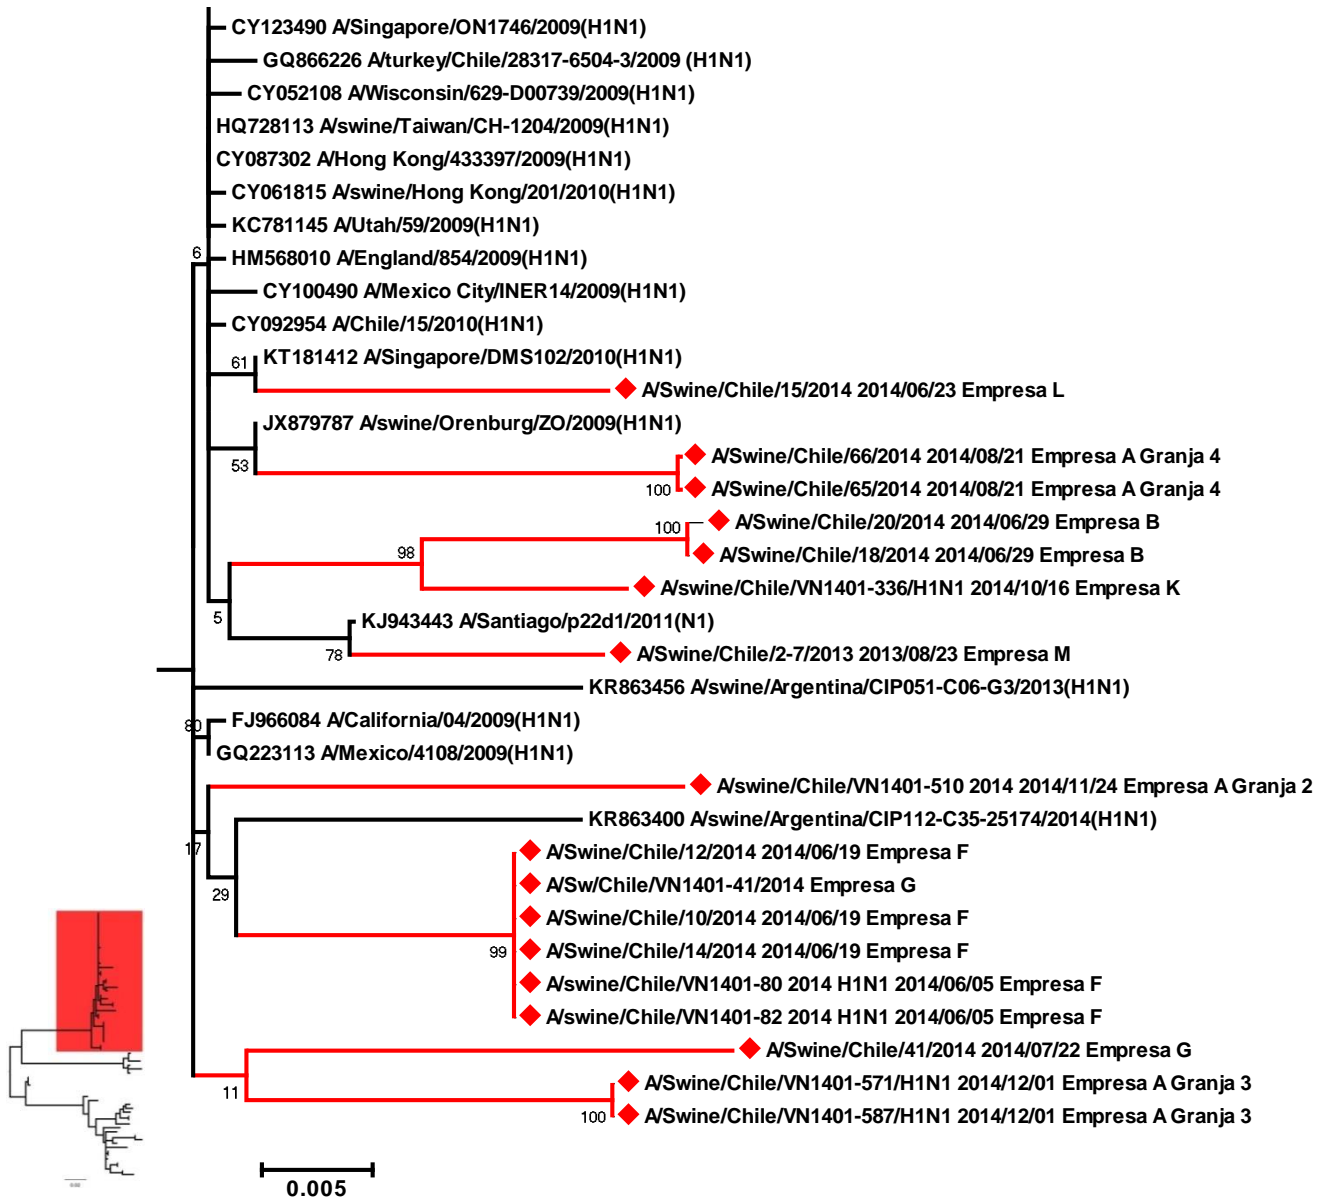 CY123490 A/Singapore/ON1746/2009(H1N1)
GQ866226 A/turkey/Chile/28317-6504-3/2009 (H1N1)
CY052108 A/Wisconsin/629-D00739/2009(H1N1)
HQ728113 A/swine/Taiwan/CH-1204/2009(H1N1)
CY087302 A/Hong Kong/433397/2009(H1N1)
CY061815 A/swine/Hong Kong/201/2010(H1N1)
KC781145 A/Utah/59/2009(H1N1)
6
HM568010 A/England/854/2009(H1N1)
CY100490 A/Mexico City/INER14/2009(H1N1)
CY092954 A/Chile/15/2010(H1N1)
KT181412 A/Singapore/DMS102/2010(H1N1)
61
A/Swine/Chile/15/2014 2014/06/23 Empresa L
JX879787 A/swine/Orenburg/ZO/2009(H1N1)
A/Swine/Chile/66/2014 2014/08/21 Empresa A Granja 4
53
A/Swine/Chile/65/2014 2014/08/21 Empresa A Granja 4
100
A/Swine/Chile/20/2014 2014/06/29 Empresa B
100
A/Swine/Chile/18/2014 2014/06/29 Empresa B
98
A/swine/Chile/VN1401-336/H1N1 2014/10/16 Empresa K
5
KJ943443 A/Santiago/p22d1/2011(N1)
78
A/Swine/Chile/2-7/2013 2013/08/23 Empresa M
KR863456 A/swine/Argentina/CIP051-C06-G3/2013(H1N1)
80
FJ966084 A/California/04/2009(H1N1)
GQ223113 A/Mexico/4108/2009(H1N1)
A/swine/Chile/VN1401-510 2014 2014/11/24 Empresa A Granja 2
KR863400 A/swine/Argentina/CIP112-C35-25174/2014(H1N1)
17
A/Swine/Chile/12/2014 2014/06/19 Empresa F
A/Sw/Chile/VN1401-41/2014 Empresa G
29
A/Swine/Chile/10/2014 2014/06/19 Empresa F
A/Swine/Chile/14/2014 2014/06/19 Empresa F
99
A/swine/Chile/VN1401-80 2014 H1N1 2014/06/05 Empresa F
A/swine/Chile/VN1401-82 2014 H1N1 2014/06/05 Empresa F
A/Swine/Chile/41/2014 2014/07/22 Empresa G
11
A/Swine/Chile/VN1401-571/H1N1 2014/12/01 Empresa A Granja 3
100
A/Swine/Chile/VN1401-587/H1N1 2014/12/01 Empresa A Granja 3
0.005